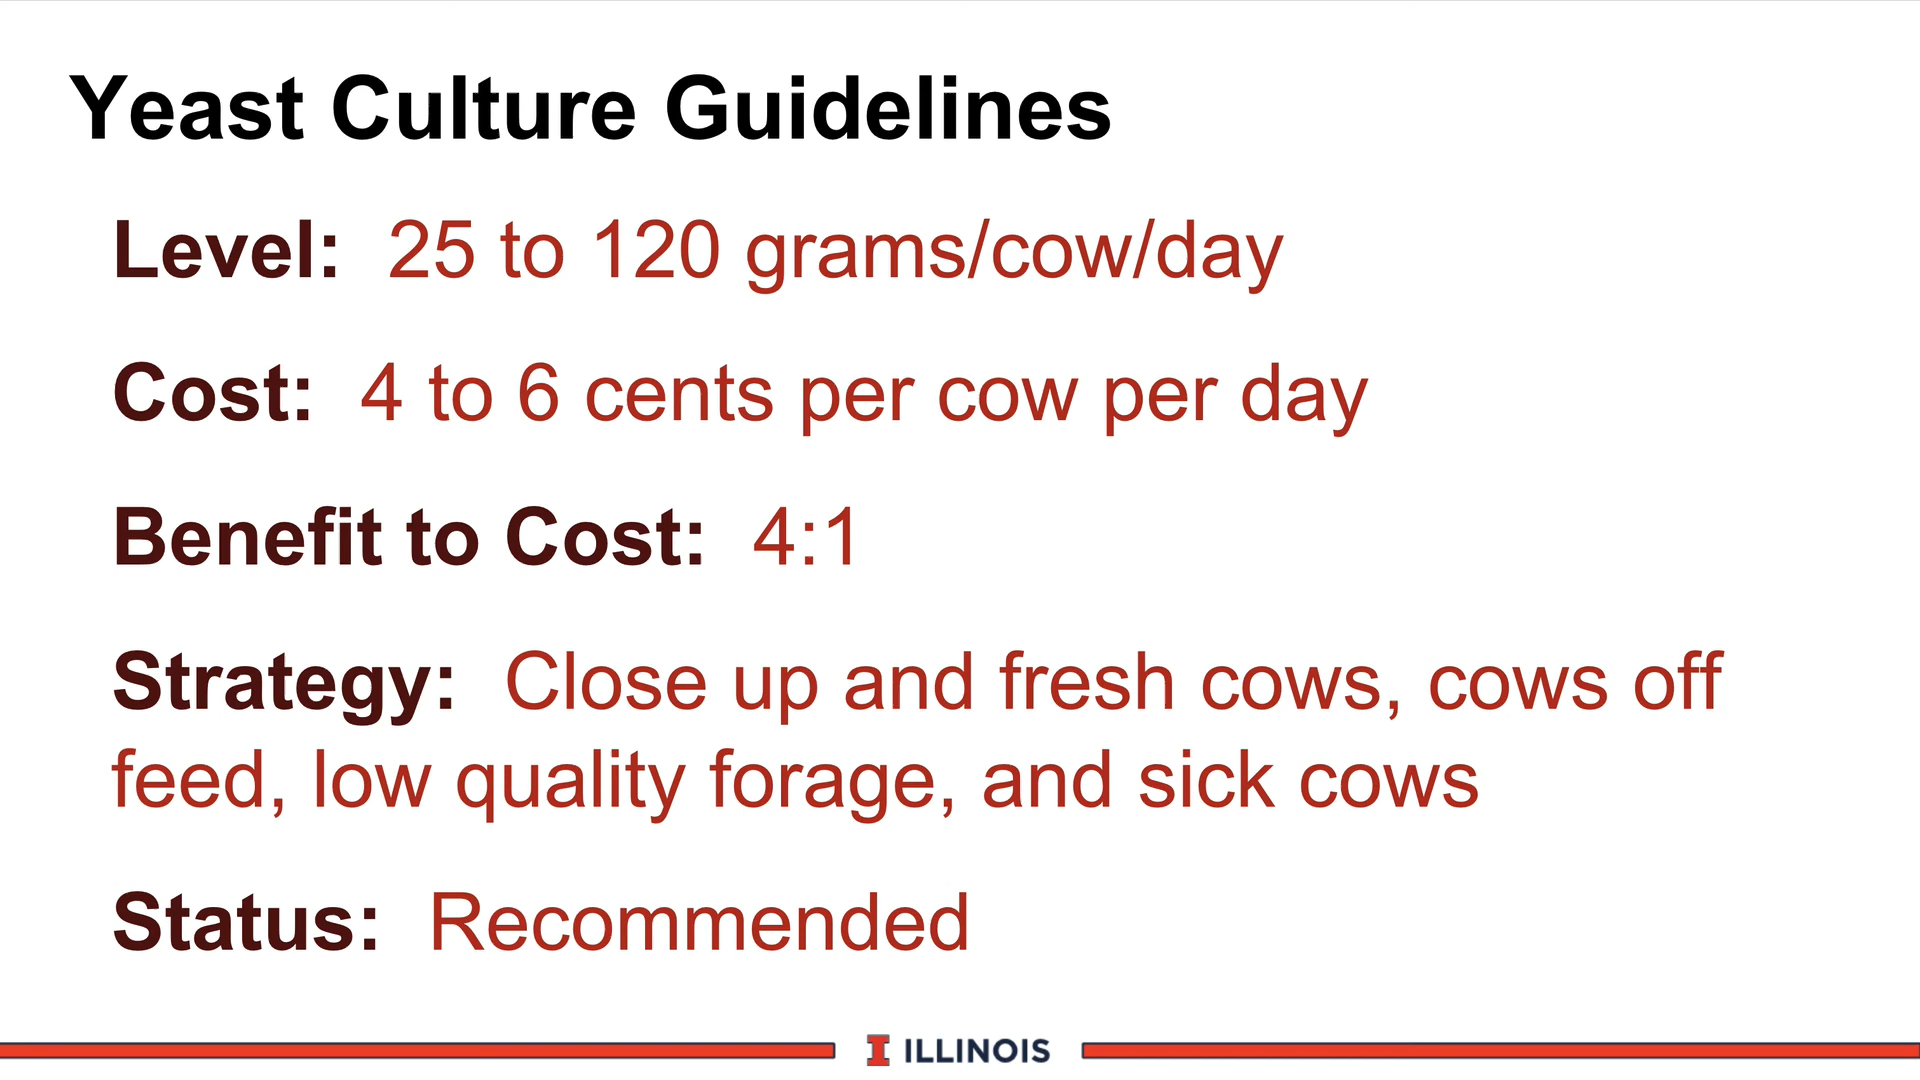 Yeast Culture Guidelines
Level: 25 to 120 grams/cow/day
Cost: 4 to 6 cents per cow per day
Benefit to Cost: 4:1
Strategy: Close up and fresh cows, cows off
feed, low quality forage, and sick cows
Status: Recommended
I ILLINOIS